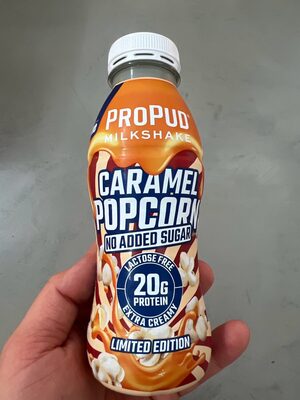 PROPUD
MILKSHAKE
CARAMEL
POPCORN
NO ADDED SUGAR
LACTOSE FREE
20G
PROTEIN
EXTRA CREAMY
LIMITED EDITION